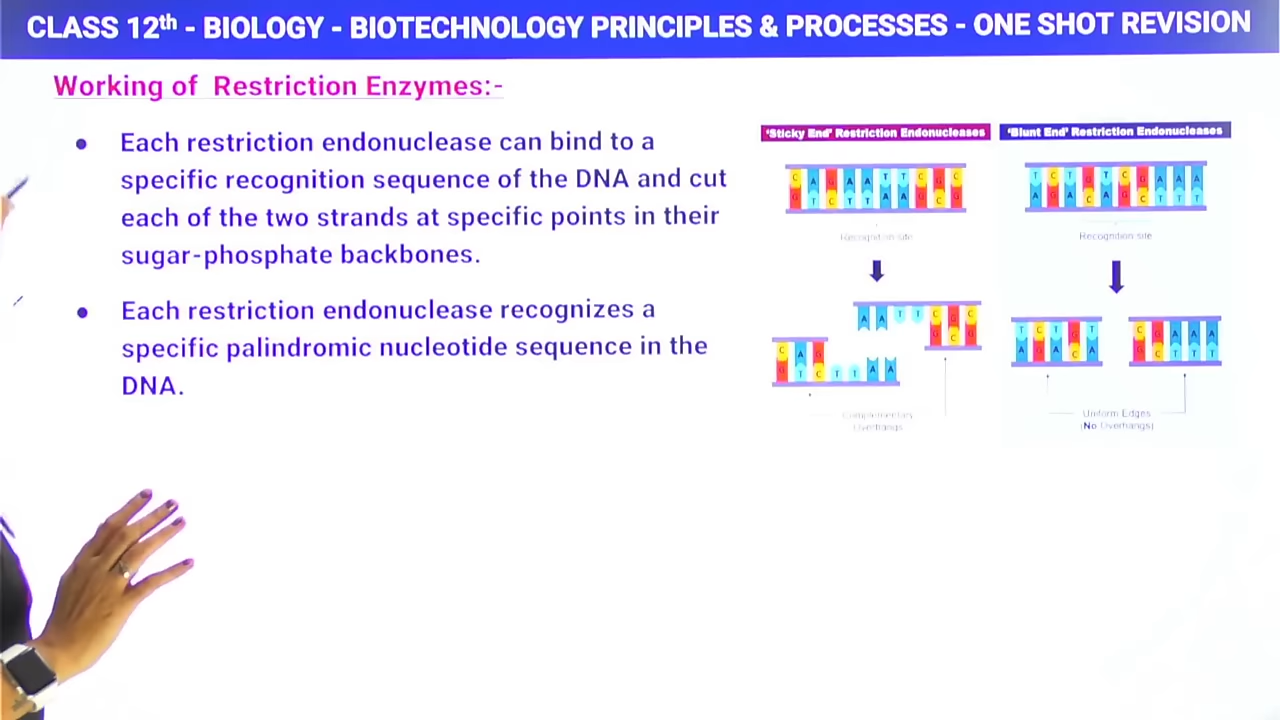 CLASS 12th - BIOLOGY - BIOTECHNOLOGY PRINCIPLES & PROCESSES - ONE SHOT REVISION
Working of Restriction Enzymes:-
● Each restriction endonuclease can bind to a
specific recognition sequence of the DNA and cut
each of the two strands at specific points in their
sugar-phosphate backbones.
● Each restriction endonuclease recognizes a
specific palindromic nucleotide sequence in the
DNA.
'Sticky End' Restriction Endonucleases
C A G A A T T C G C
G T C T T A A G C G
Recognition site
A A T T C G C
G C G
C A G
G T C T T A A
Complementary
Overhangs
'Blunt End' Restriction Endonucleases
T C T G T C G A A A
A G A C A G C T T T
Recognition site
T C T G T
A G A C A
C G A A A
G C T T T
Uniform Edges
(No Overhangs)